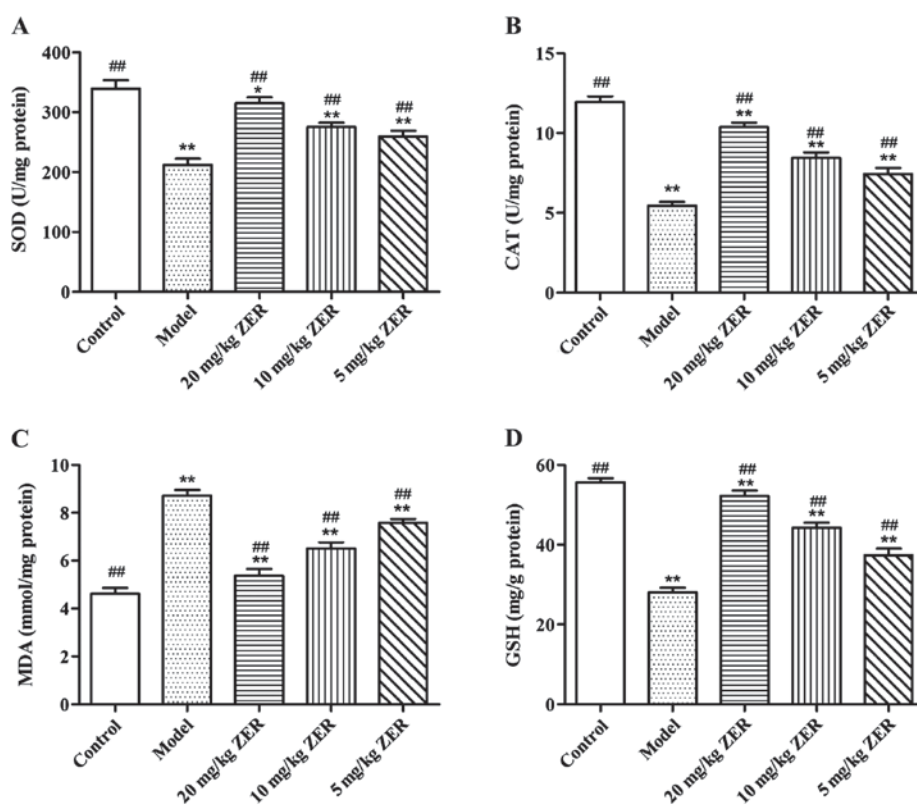 A
SOD (U/mg protein)
400
300
200
100
0
##
**
##
*
##
**
##
**
Control
Model
20 mg/kg ZER
10 mg/kg ZER
5 mg/kg ZER
B
CAT (U/mg protein)
15
10
5
0
##
**
##
**
##
**
##
**
Control
Model
20 mg/kg ZER
10 mg/kg ZER
5 mg/kg ZER
C
MDA (mmol/mg protein)
10
8
6
4
2
0
##
**
##
**
##
**
##
**
Control
Model
20 mg/kg ZER
10 mg/kg ZER
5 mg/kg ZER
D
GSH (mg/g protein)
60
40
20
0
##
**
##
**
##
**
##
**
Control
Model
20 mg/kg ZER
10 mg/kg ZER
5 mg/kg ZER